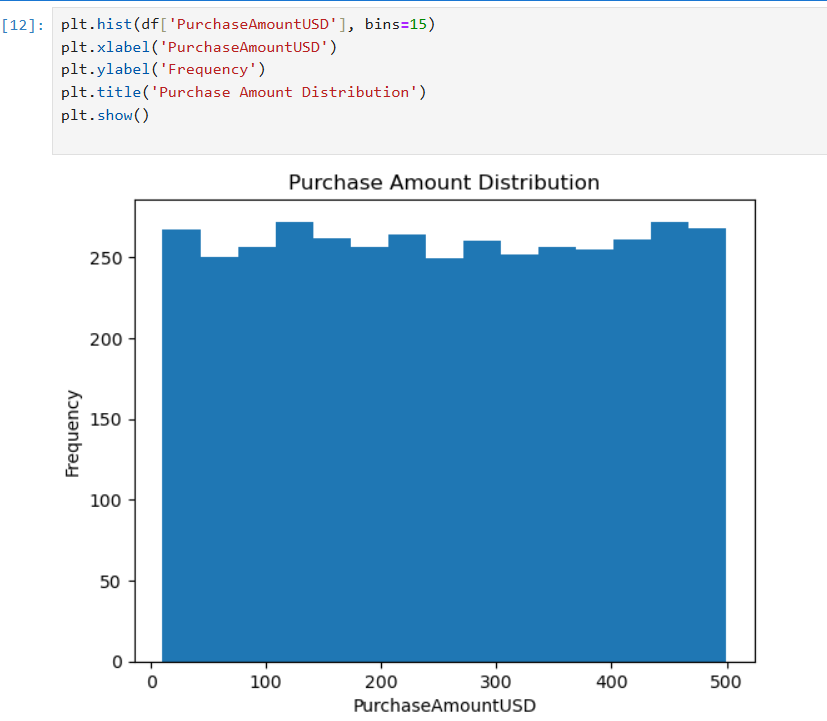 [12]: plt.hist(df['PurchaseAmountUSD'], bins=15)
plt.xlabel('PurchaseAmountUSD')
plt.ylabel('Frequency')
plt.title('Purchase Amount Distribution')
plt.show()
Purchase Amount Distribution
250
200
150
100
50
0
Frequency
0 100 200 300 400 500
PurchaseAmountUSD